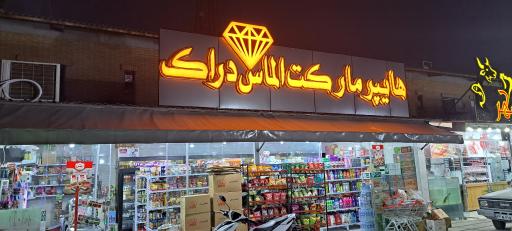 هایپر مارکت الماس دراک